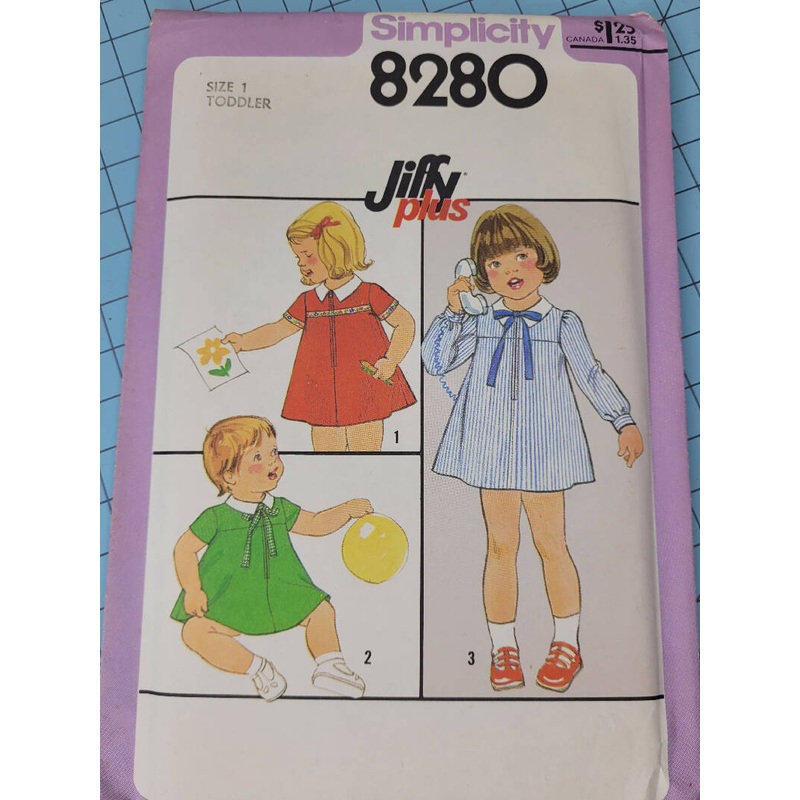 Simplicity
$1.25
CANADA 1.35
8280
SIZE 1
TODDLER
Jiffy®
plus
1
2
3